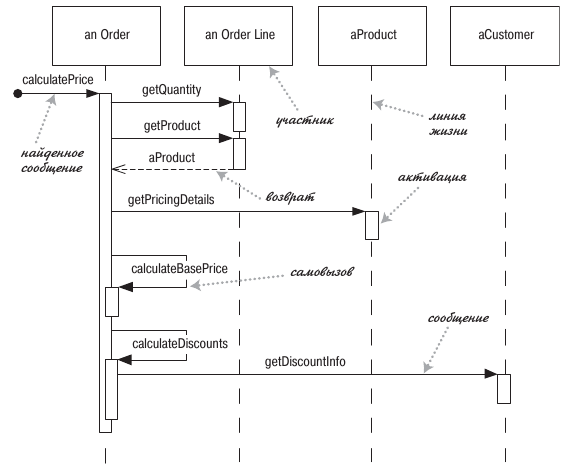 an Order
an Order Line
aProduct
aCustomer
calculatePrice
getQuantity
участник
линия
жизни
getProduct
найденное
сообщение
aProduct
возврат
активация
getPricingDetails
calculateBasePrice
самовызов
сообщение
calculateDiscounts
getDiscountInfo